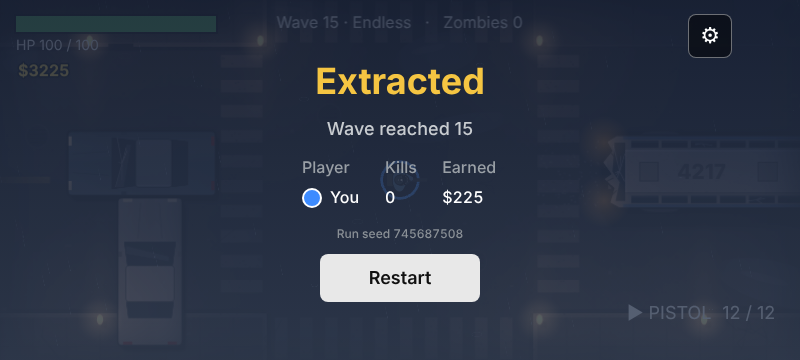 Wave 15 · Endless · Zombies 0
HP 100 / 100
$3225
Extracted
Wave reached 15
Player Kills Earned
You 0 $225
4217
Run seed 745687508
Restart
▶ PISTOL 12 / 12